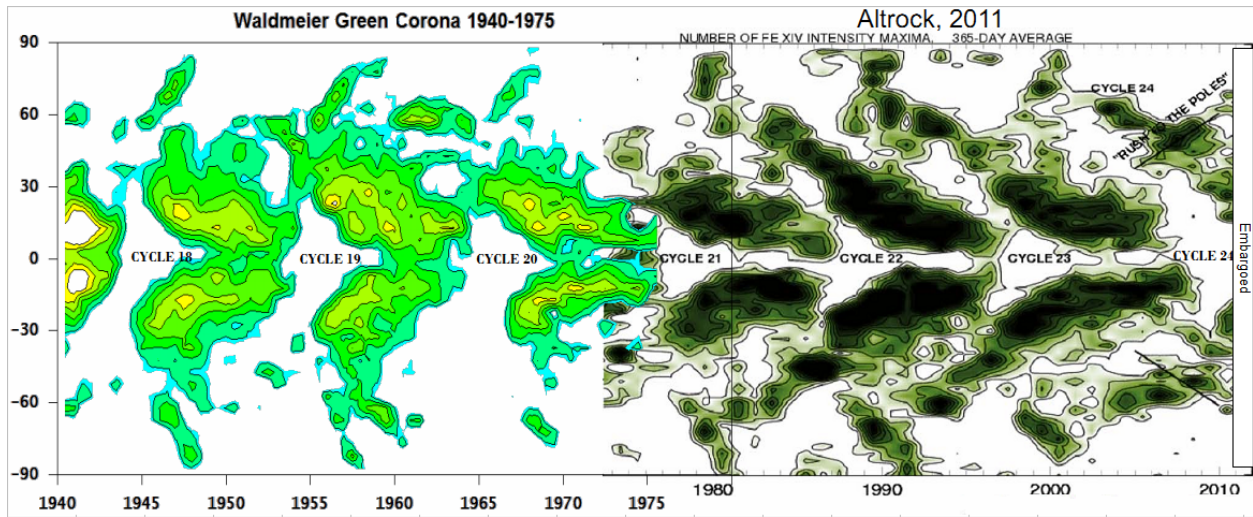 Waldmeier Green Corona 1940-1975
Altrock, 2011
NUMBER OF FE XIV INTENSITY MAXIMA. 365-DAY AVERAGE
90
60
30
0
−30
−60
−90
CYCLE 18
CYCLE 19
CYCLE 20
CYCLE 21
CYCLE 22
CYCLE 23
CYCLE 24
CYCLE 24
"RUSH TO THE POLES"
Embarged
1940
1945
1950
1955
1960
1965
1970
1975
1980
1990
2000
2010